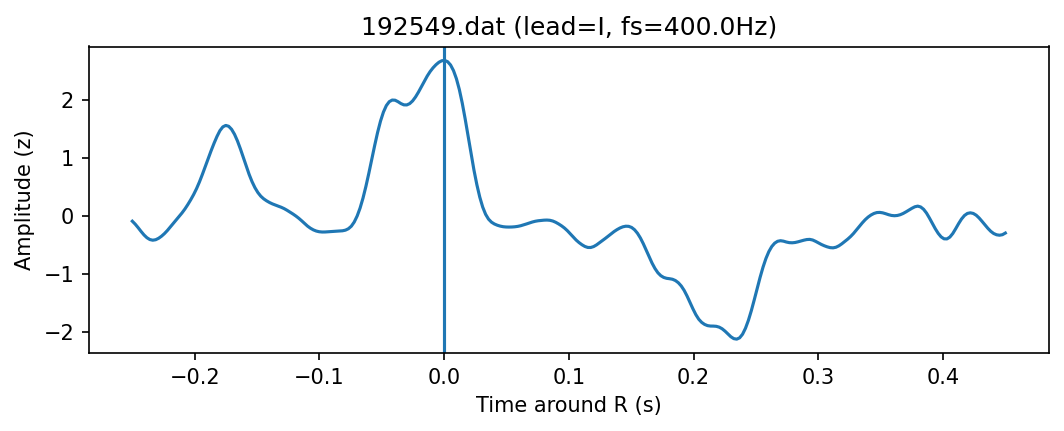 192549.dat (lead=I, fs=400.0Hz)
Amplitude (z)
2
1
0
−1
−2
−0.2 −0.1 0.0 0.1 0.2 0.3 0.4
Time around R (s)